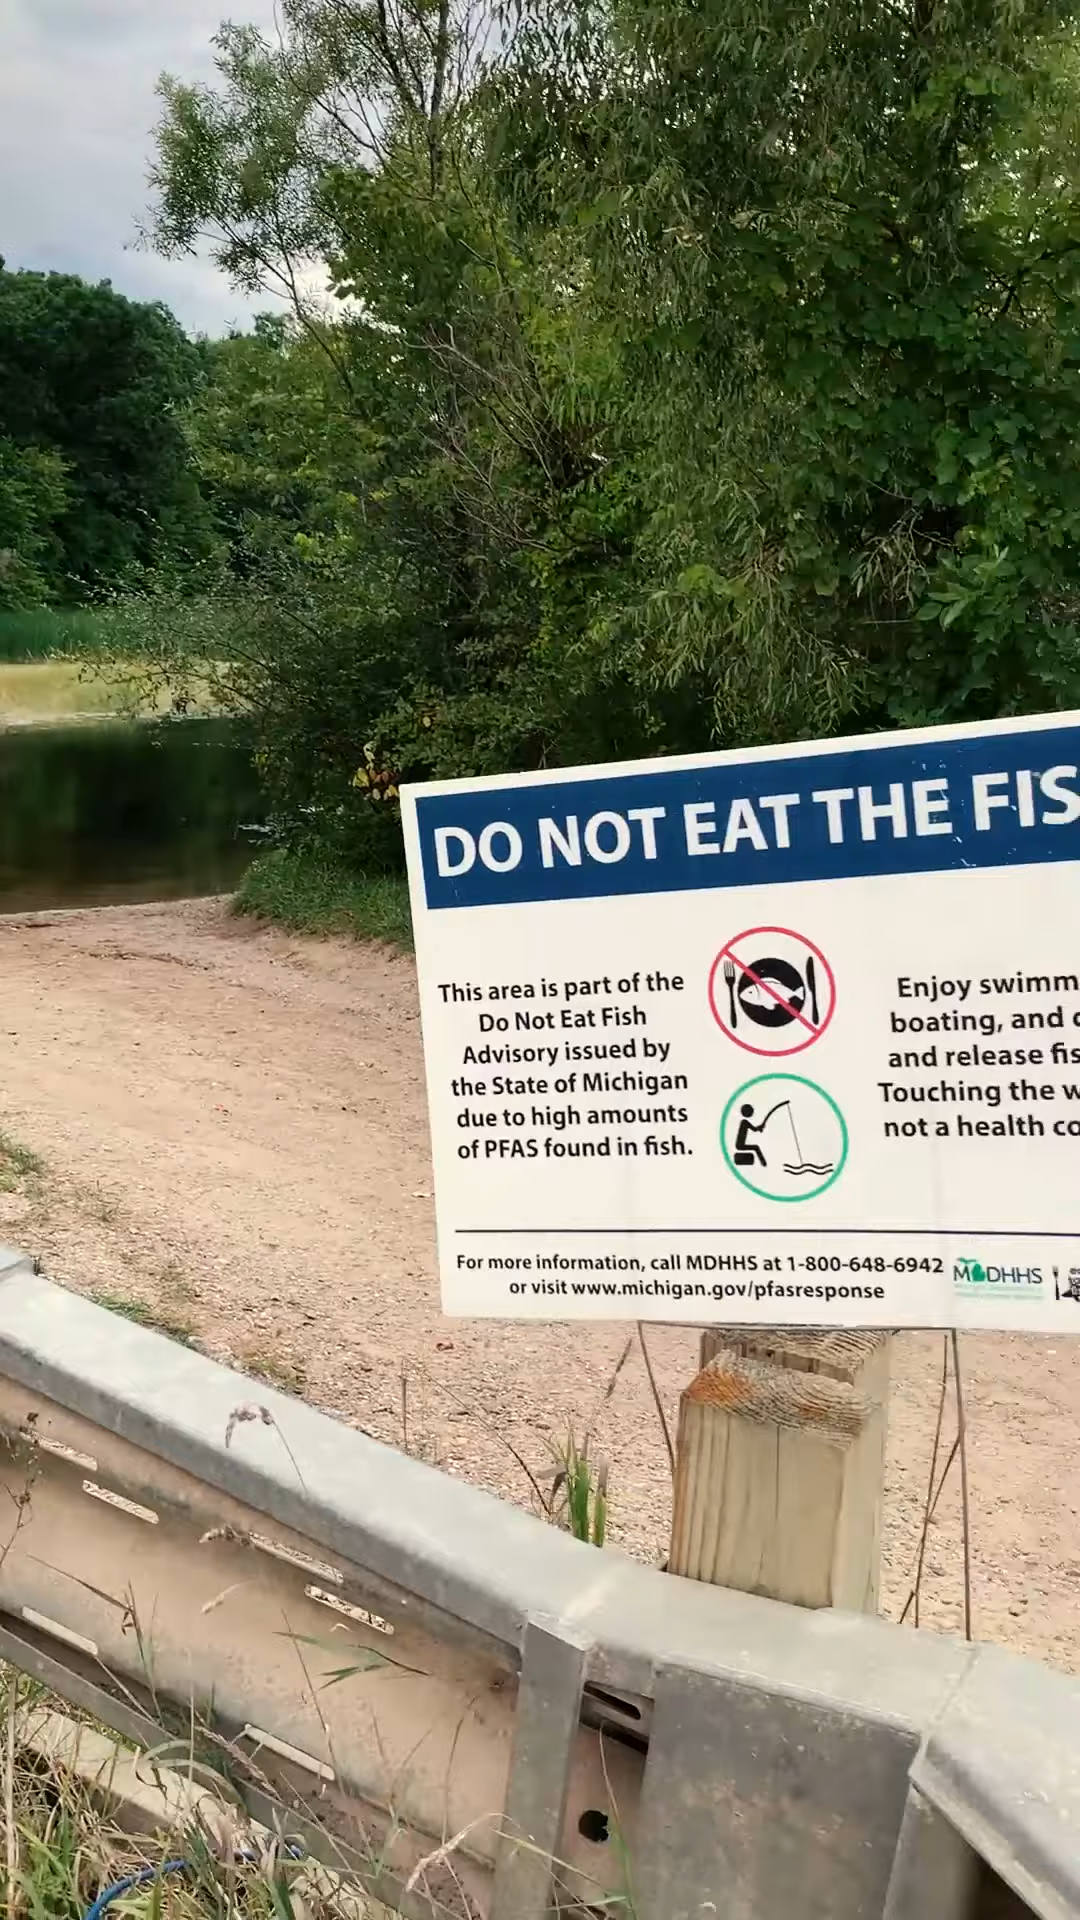 DO NOT EAT THE FIS
This area is part of the
Do Not Eat Fish
Advisory issued by
the State of Michigan
due to high amounts
of PFAS found in fish.
Enjoy swimm
boating, and c
and release fis
Touching the w
not a health co
For more information, call MDHHS at 1-800-648-6942
or visit www.michigan.gov/pfasresponse
MDHHS